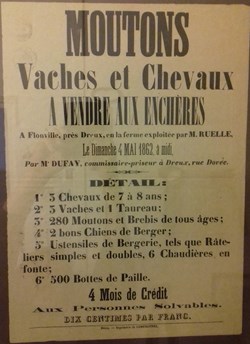 MOUTONS
Vaches et Chevaux
A VENDRE AUX ENCHÈRES
A Flonville, près Dreux, en la ferme exploitée par M. RUELLE,
Le Dimanche 4 MAI 1862, à midi,
Par Me DUFAY, commissaire-priseur à Dreux, rue Dorée.
DÉTAIL:
1° 3 Chevaux de 7 à 8 ans;
2° 3 Vaches et 1 Taureau;
3° 280 Moutons et Brebis de tous âges;
4° 2 bons Chiens de Berger;
5° Ustensiles de Bergerie, tels que Râte-
liers simples et doubles, 6 Chaudières en
fonte;
6° 500 Bottes de Paille.
4 Mois de Crédit
Aux Personnes Solvables.
DIX CENTIMES PAR FRANC.